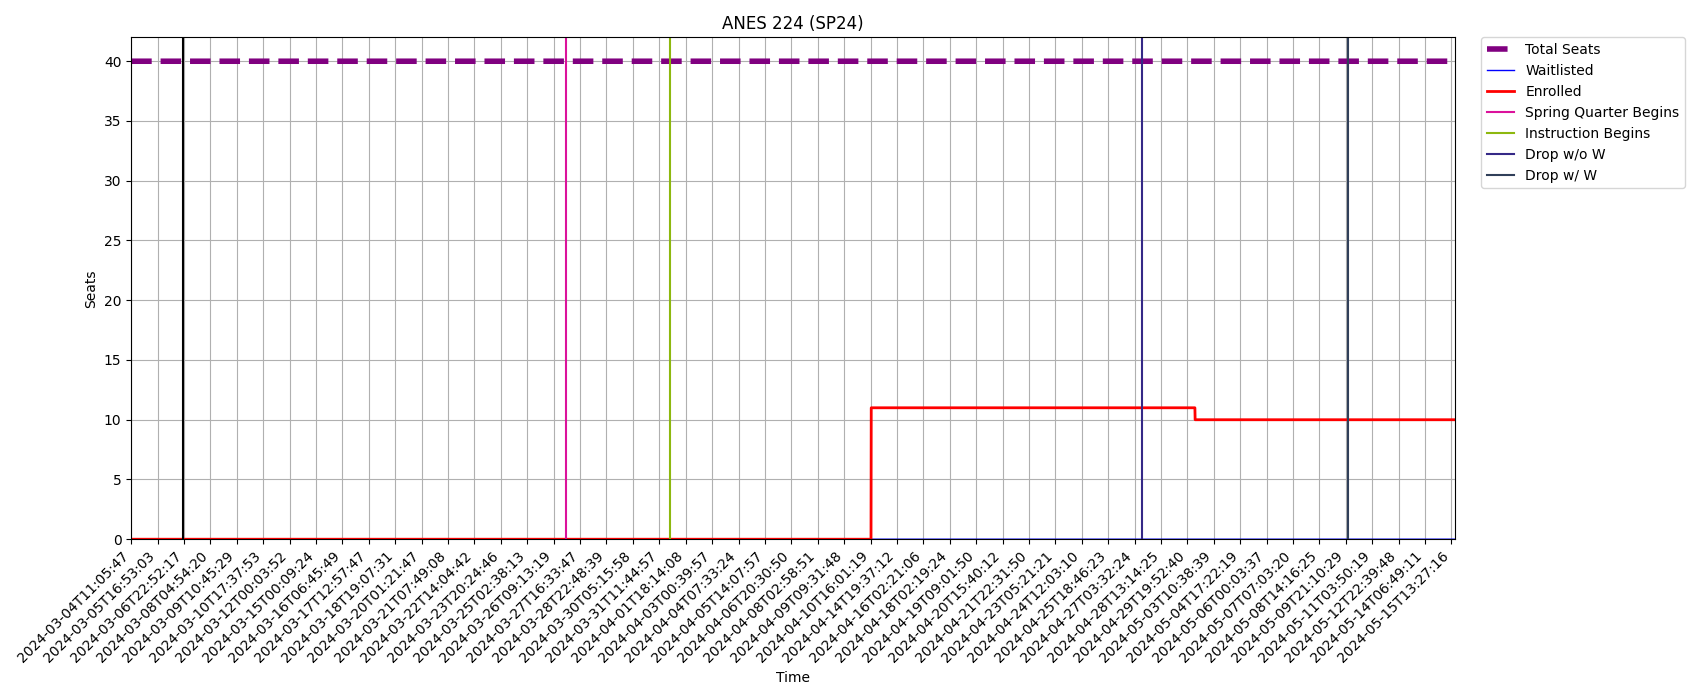 ANES 224 (SP24)
Total Seats
Waitlisted
Enrolled
Spring Quarter Begins
Instruction Begins
Drop w/o W
Drop w/ W
Seats
40
35
30
25
20
15
10
5
0
2024-03-04T11:05:47
2024-03-05T16:53:03
2024-03-06T22:52:17
2024-03-08T04:54:20
2024-03-09T10:45:29
2024-03-10T17:37:53
2024-03-12T00:03:52
2024-03-15T00:09:24
2024-03-16T06:45:49
2024-03-17T12:57:47
2024-03-18T19:07:31
2024-03-20T01:21:47
2024-03-21T07:49:08
2024-03-22T14:04:42
2024-03-23T20:24:46
2024-03-25T02:38:13
2024-03-26T09:13:19
2024-03-27T16:33:47
2024-03-28T22:48:39
2024-03-30T05:15:58
2024-03-31T11:44:57
2024-04-01T18:14:08
2024-04-03T00:39:57
2024-04-04T07:33:24
2024-04-05T14:07:57
2024-04-06T20:30:50
2024-04-08T02:58:51
2024-04-09T09:31:48
2024-04-10T16:01:19
2024-04-14T19:37:12
2024-04-16T02:21:06
2024-04-18T02:19:24
2024-04-19T09:01:50
2024-04-20T15:40:12
2024-04-21T22:31:50
2024-04-23T05:21:21
2024-04-24T12:03:10
2024-04-25T18:46:23
2024-04-27T03:32:24
2024-04-28T13:14:25
2024-04-29T19:52:40
2024-05-03T10:38:39
2024-05-04T17:22:19
2024-05-06T00:03:37
2024-05-07T07:03:20
2024-05-08T14:16:25
2024-05-09T21:10:29
2024-05-11T03:50:19
2024-05-12T22:39:48
2024-05-14T06:49:11
2024-05-15T13:27:16
Time